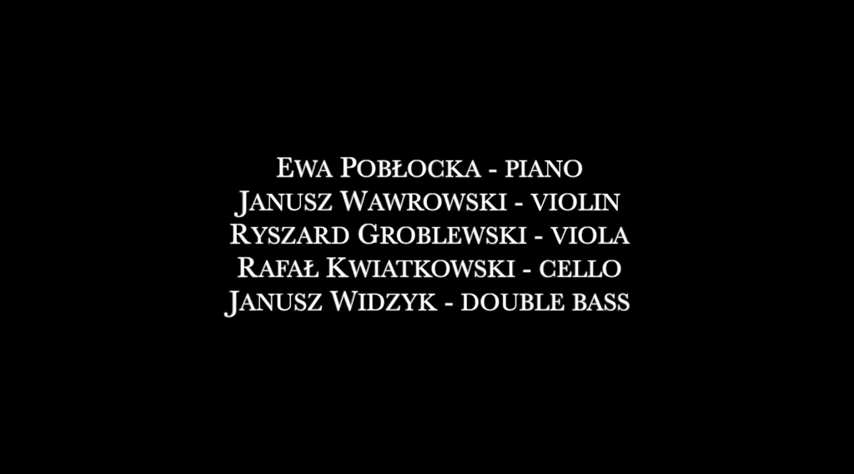 Ewa Pobłocka - piano
Janusz Wawrowski - violin
Ryszard Groblewski - viola
Rafał Kwiatkowski - cello
Janusz Widzyk - double bass